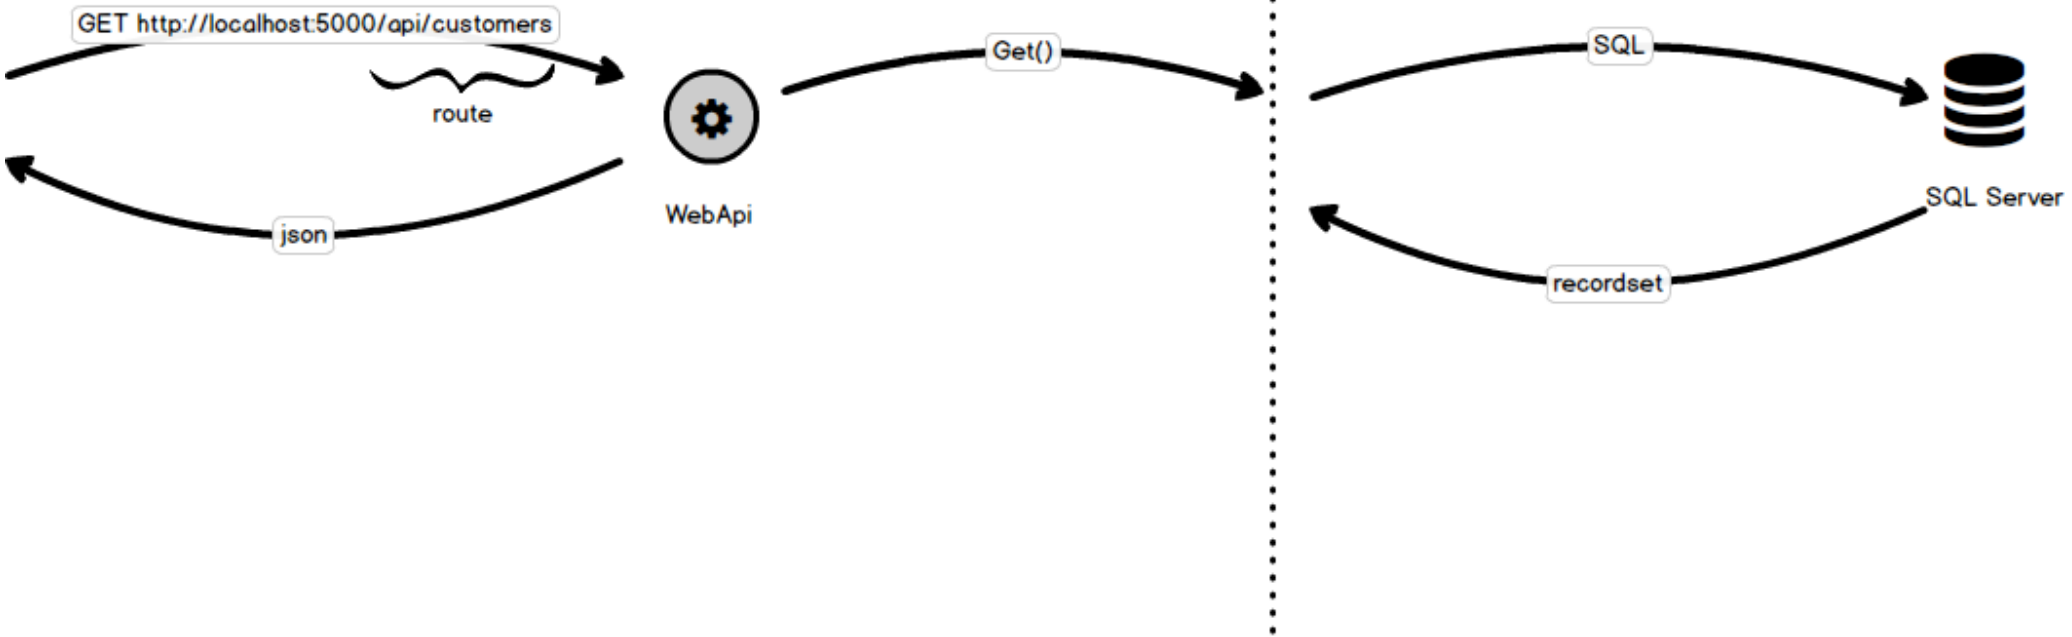 GET http://localhost:5000/api/customers
route
WebApi
json
Get()
SQL
SQL Server
recordset